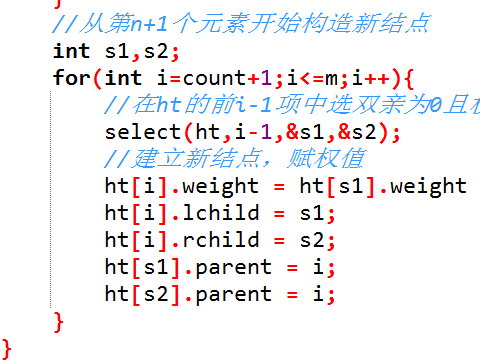 }
//从第n+1个元素开始构造新结点
int s1,s2;
for(int i=count+1;i<=m;i++){
//在ht的前i-1项中选双亲为0且
select(ht,i-1,&s1,&s2);
//建立新结点，赋权值
ht[i].weight = ht[s1].weight
ht[i].lchild = s1;
ht[i].rchild = s2;
ht[s1].parent = i;
ht[s2].parent = i;
}
}